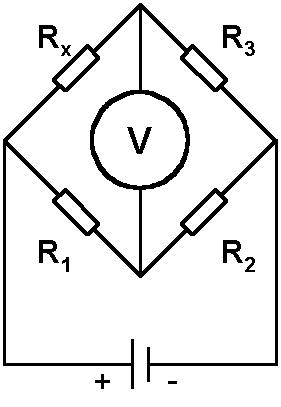 Rx R3
V
R1 R2
+ -